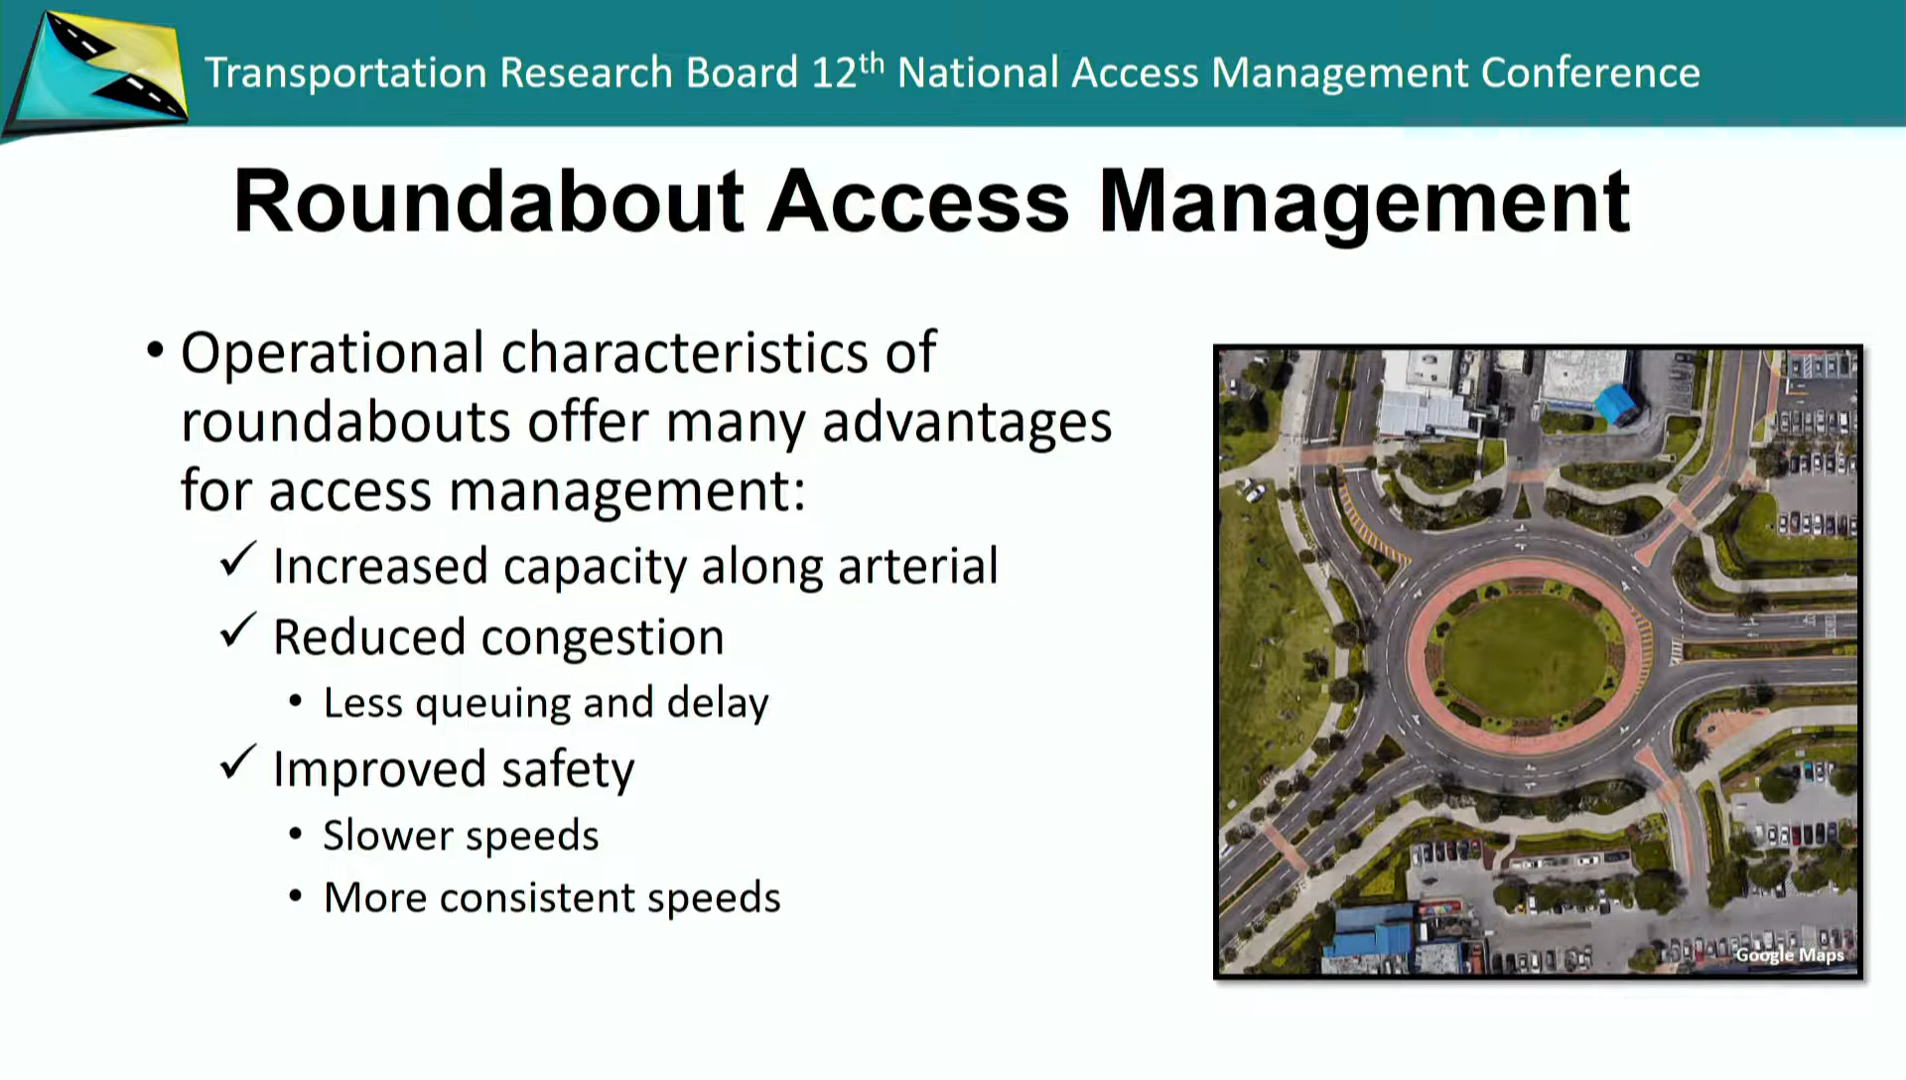 Transportation Research Board 12th National Access Management Conference
Roundabout Access Management
• Operational characteristics of
roundabouts offer many advantages
for access management:
✓ Increased capacity along arterial
✓ Reduced congestion
• Less queuing and delay
✓ Improved safety
• Slower speeds
• More consistent speeds
Google Maps